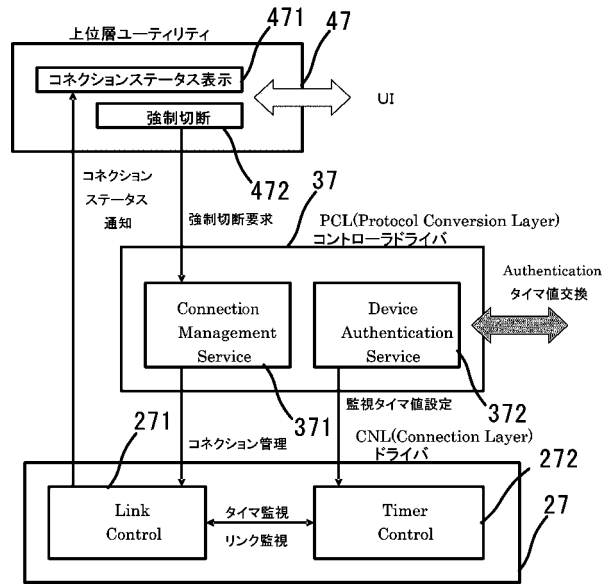 上位層ユーティリティ
471
47
コネクションステータス表示
UI
強制切断
472
コネクション
ステータス
通知
強制切断要求
37
PCL(Protocol Conversion Layer)
コントローラドライバ
Authentication
タイマ値交換
Connection
Management
Service
Device
Authentication
Service
371
372
監視タイマ値設定
271
コネクション管理
CNL(Connection Layer)
ドライバ
272
Link
Control
タイマ監視
リンク監視
Timer
Control
27